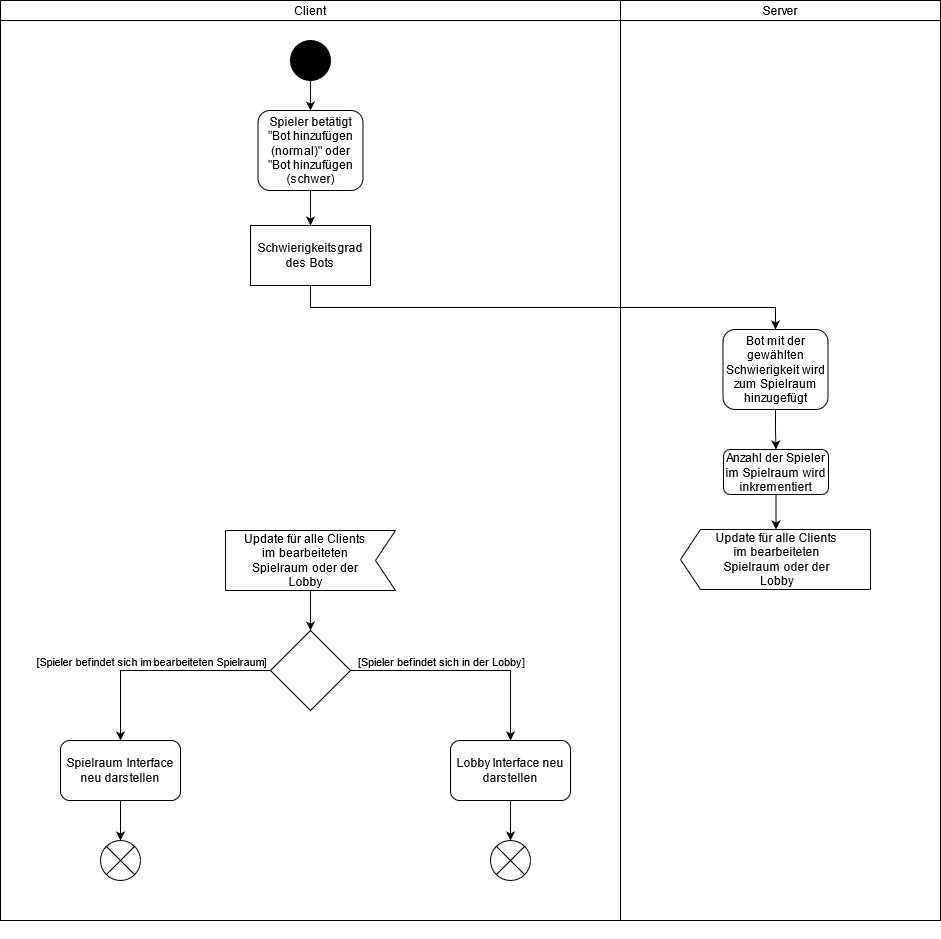 Client
Server
Spieler betätigt
"Bot hinzufügen
(normal)" oder
"Bot hinzufügen
(schwer)
Schwierigkeitsgrad
des Bots
Bot mit der
gewählten
Schwierigkeit wird
zum Spielraum
hinzugefügt
Anzahl der Spieler
im Spielraum wird
inkrementiert
Update für alle Clients
im bearbeiteten
Spielraum oder der
Lobby
Update für alle Clients
im bearbeiteten
Spielraum oder der
Lobby
[Spieler befindet sich im bearbeiteten Spielraum]
[Spieler befindet sich in der Lobby]
Spielraum Interface
neu darstellen
Lobby Interface neu
darstellen